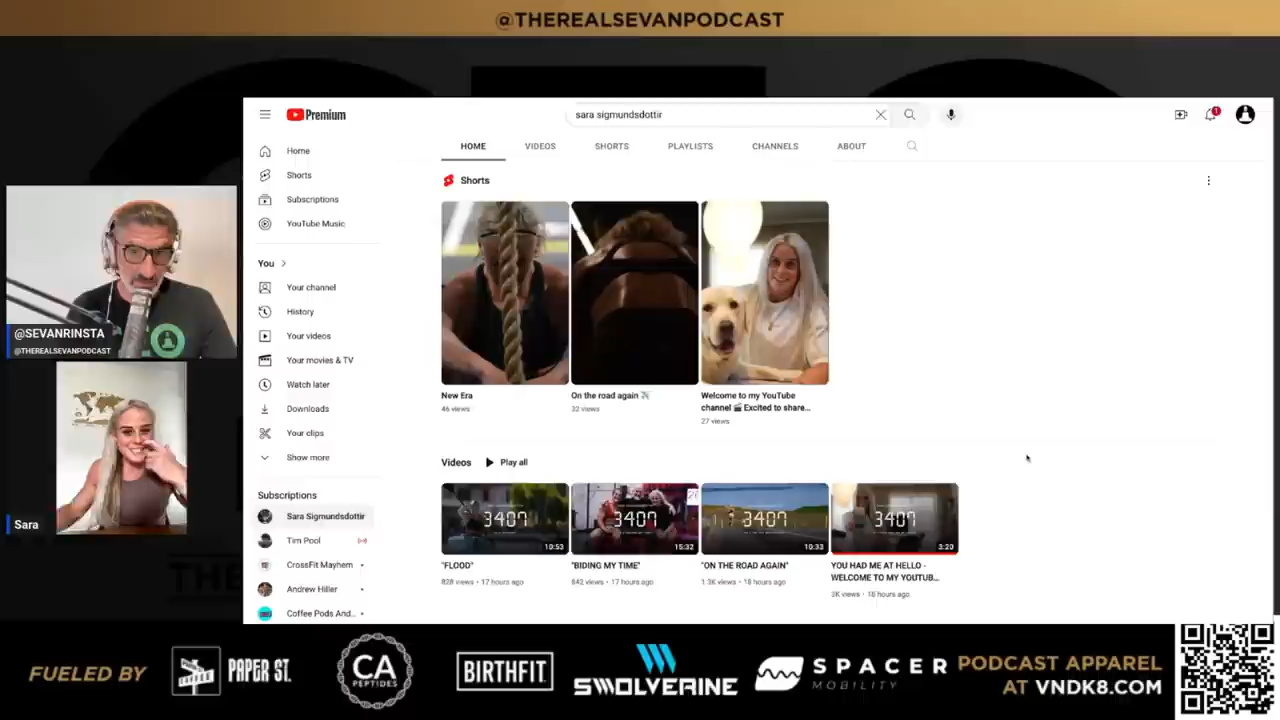 @THEREALSEVANPODCAST
Premium
sara sigmundsdottir
HOME VIDEOS SHORTS PLAYLISTS CHANNELS ABOUT
Home
Shorts
Subscriptions
YouTube Music
You
Your channel
History
Your videos
Your movies & TV
Watch later
Downloads
Your clips
Show more
Subscriptions
Sara Sigmundsdottir
Tim Pool
CrossFit Mayhem
Andrew Hiller
Coffee Pods And...
1
Shorts
New Era
46 views
On the road again
32 views
Welcome to my YouTube
channel Excited to share...
27 views
Videos Play all
3407
10:53
"FLOOD"
828 views • 17 hours ago
3407
15:32
"BIDING MY TIME"
842 views • 17 hours ago
3407
10:33
"ON THE ROAD AGAIN"
1.3K views • 18 hours ago
3407
3:20
YOU HAD ME AT HELLO -
WELCOME TO MY YOUTUB...
3K views • 18 hours ago
@SEVANRINSTA
@THEREALSEVANPODCAST
Sara
FUELED BY
PAPER ST.
CA
PEPTIDES
BIRTHFIT.
SWOLVERINE
SPACER
MOBILITY
PODCAST APPAREL
AT VNDK8.COM